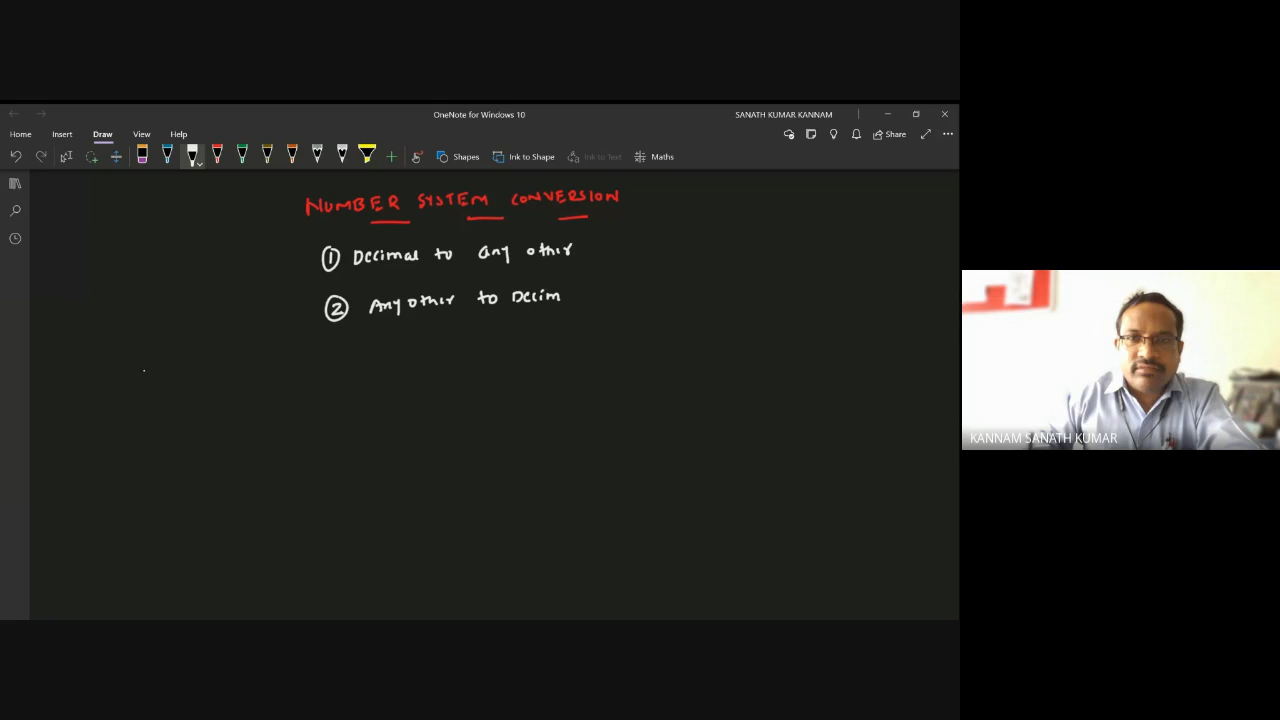 OneNote for Windows 10
SANATH KUMAR KANNAM
Home Insert Draw View Help
Share
Shapes Ink to Shape Ink to Text Maths
NUMBER SYSTEM CONVERSION
① Decimal to any other
② Any other to Decim
KANNAM SANATH KUMAR